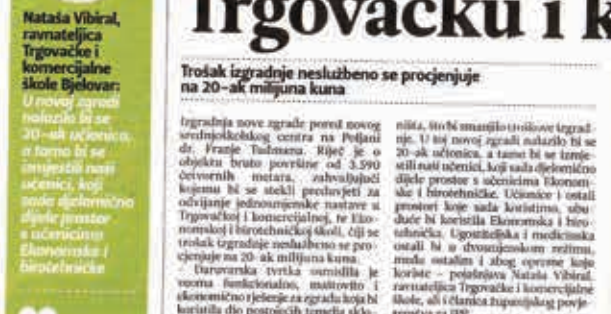 Nataša Vibiral,
ravnateljica
Trgovačke i
komercijalne
škole Bjelovar:
U novoj zgradi
nalazilo bi se
20-ak učionica,
a tamo bi se
smjestili naši
učenici, koji
sada djelomično
dijele prostor
s učenicima
Ekonomske i
birotehničke
Trgovačku i k
Trošak izgradnje neslužbeno se procjenjuje
na 20-ak milijuna kuna
Izgradnja nove zgrade pored novog
srednjoškolskog centra na Poljani
dr. Franje Tuđmana. Riječ je o
objektu bruto površine od 3.590
četvornih metara, zahvaljujući
kojemu bi se stekli preduvjeti za
odvijanje jednosmjenske nastave u
Trgovačkoj i komercijalnoj, te Eko-
nomskoj i birotehničkoj školi, čiji se
trošak izgradnje neslužbeno se pro-
cjenjuje na 20-ak milijuna kuna.
Daruvarska tvrtka osmislila je
veoma funkcionalno, maštovito i
ekonomično rješenje za zgradu koja bi
koristila dio postojećih temelja sklo-
ništa, što bi smanjilo troškove izgrad-
nje. U toj novoj zgradi nalazilo bi se
20-ak učionica, a tamo bi se izmje-
stili naši učenici, koji sada djelomično
dijele prostor s učenicima Ekonom-
ske i birotehničke. Učionice i ostali
prostori koje sada koristimo, ubu-
duće bi koristila Ekonomska i biro-
tehnička. Ugostiteljska i medicinska
ostali bi u dvosmjenskom režimu,
među ostalim i zbog opreme koju
koriste - pojašnjava Nataša Vibiral,
ravnateljica Trgovačke i komercijalne
škole, ali i članica županijskog povje-